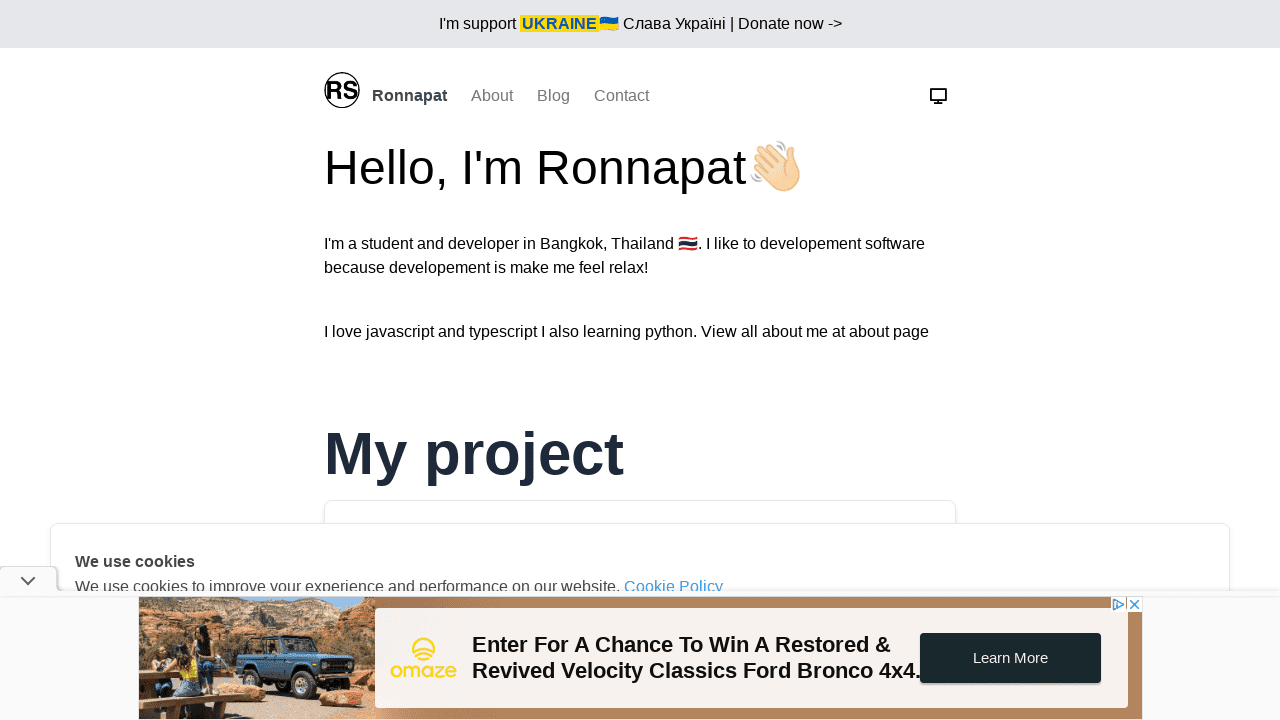 I'm support UKRAINE🇺🇦 Слава Україні | Donate now ->
RS Ronnapat About Blog Contact
Hello, I'm Ronnapat👋🏻
I'm a student and developer in Bangkok, Thailand 🇹🇭. I like to developement software
because developement is make me feel relax!
I love javascript and typescript I also learning python. View all about me at about page
My project
We use cookies
We use cookies to improve your experience and performance on our website. Cookie Policy
omaze
Enter For A Chance To Win A Restored &
Revived Velocity Classics Ford Bronco 4x4.
Learn More